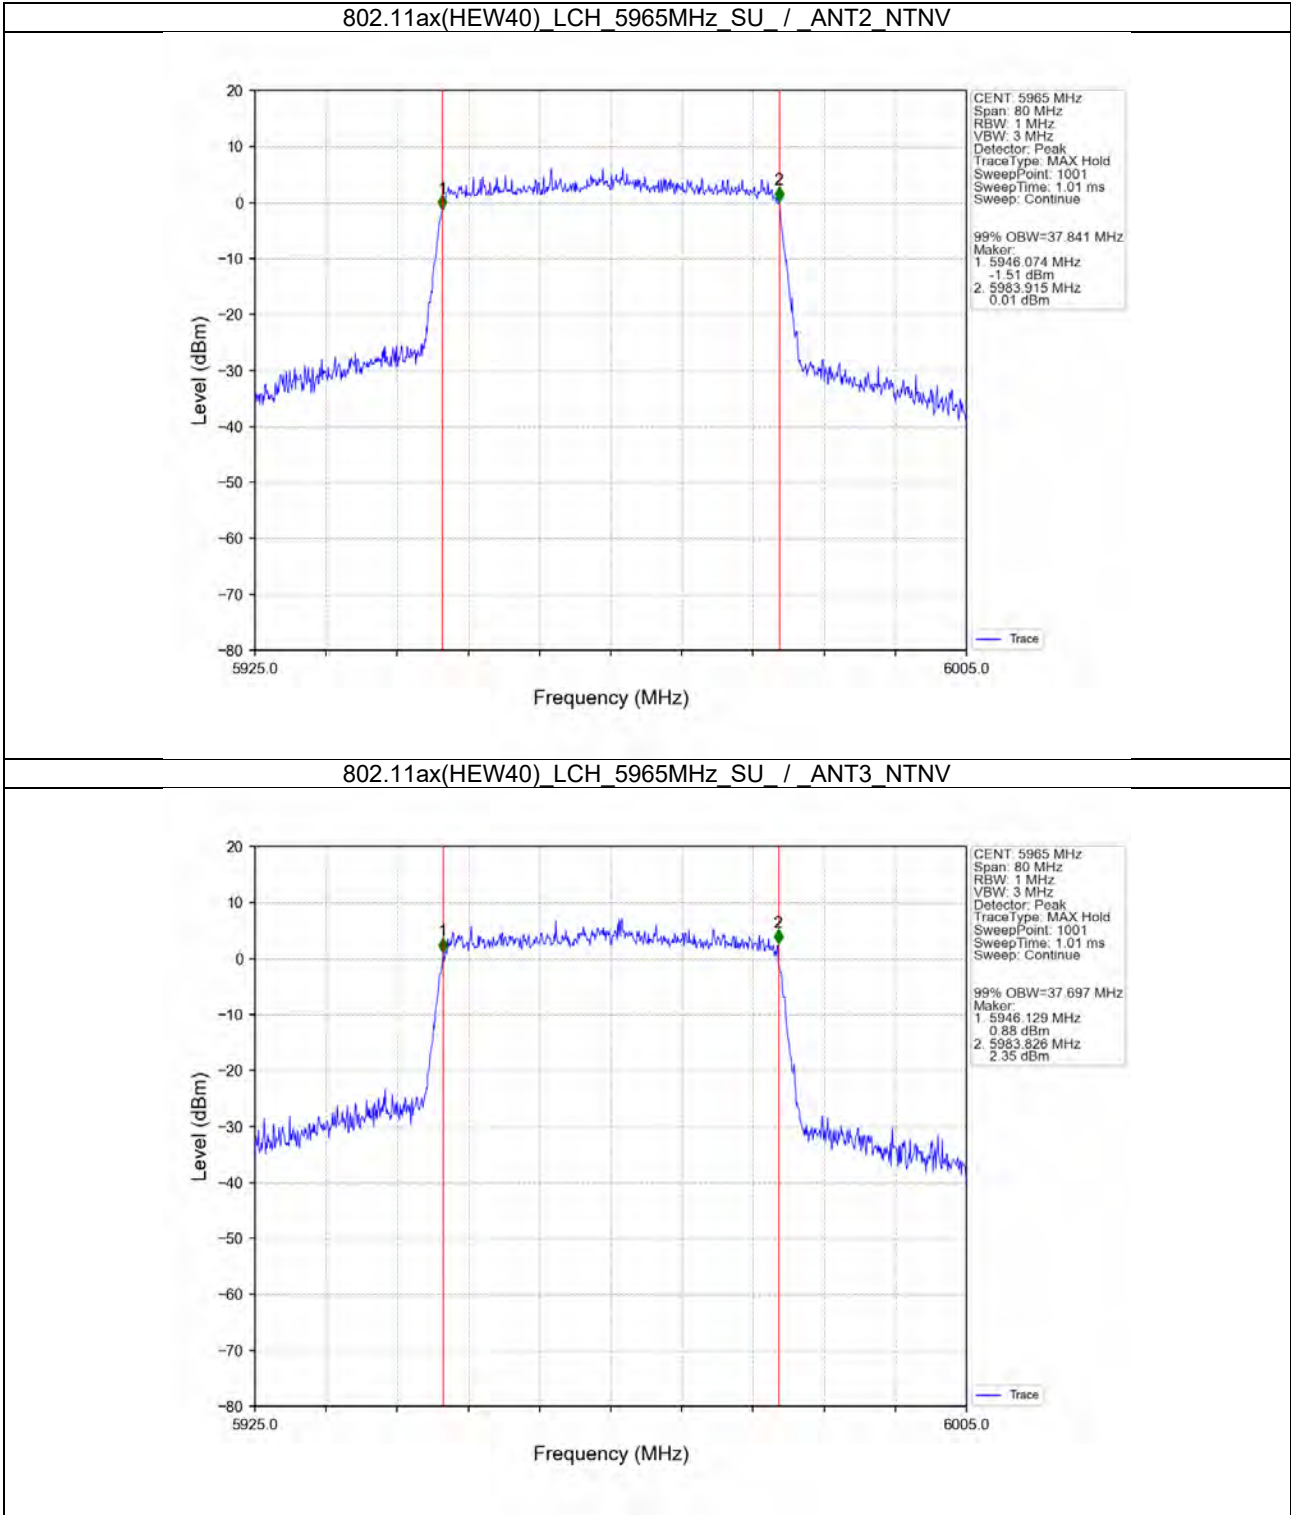 802.11ax(HEW40)_LCH_5965MHz_SU_ / _ANT2_NTNV
20
10
0
−10
−20
−30
−40
−50
−60
−70
−80
Level (dBm)
1
2
5925.0
6005.0
Frequency (MHz)
CENT: 5965 MHz
Span: 80 MHz
RBW: 1 MHz
VBW: 3 MHz
Detector: Peak
TraceType: MAX Hold
SweepPoint: 1001
SweepTime: 1.01 ms
Sweep: Continue
99% OBW=37.841 MHz
Maker:
1. 5946.074 MHz
-1.51 dBm
2. 5983.915 MHz
0.01 dBm
Trace
802.11ax(HEW40)_LCH_5965MHz_SU_ / _ANT3_NTNV
20
10
0
−10
−20
−30
−40
−50
−60
−70
−80
Level (dBm)
1
2
5925.0
6005.0
Frequency (MHz)
CENT: 5965 MHz
Span: 80 MHz
RBW: 1 MHz
VBW: 3 MHz
Detector: Peak
TraceType: MAX Hold
SweepPoint: 1001
SweepTime: 1.01 ms
Sweep: Continue
99% OBW=37.697 MHz
Maker:
1. 5946.129 MHz
0.88 dBm
2. 5983.826 MHz
2.35 dBm
Trace